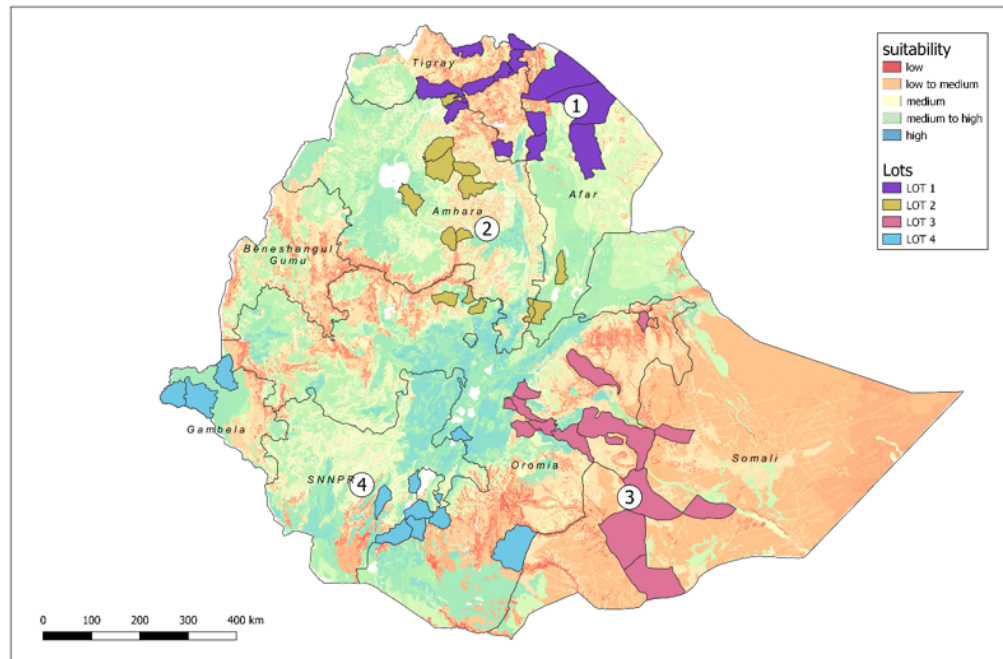 suitability
low
low to medium
medium
medium to high
high
Lots
LOT 1
LOT 2
LOT 3
LOT 4
Tigray
1
Afar
Amhara
2
Beneshangul
Gumu
Gambela
SNNPR
4
Oromia
Somali
3
0 100 200 300 400 km